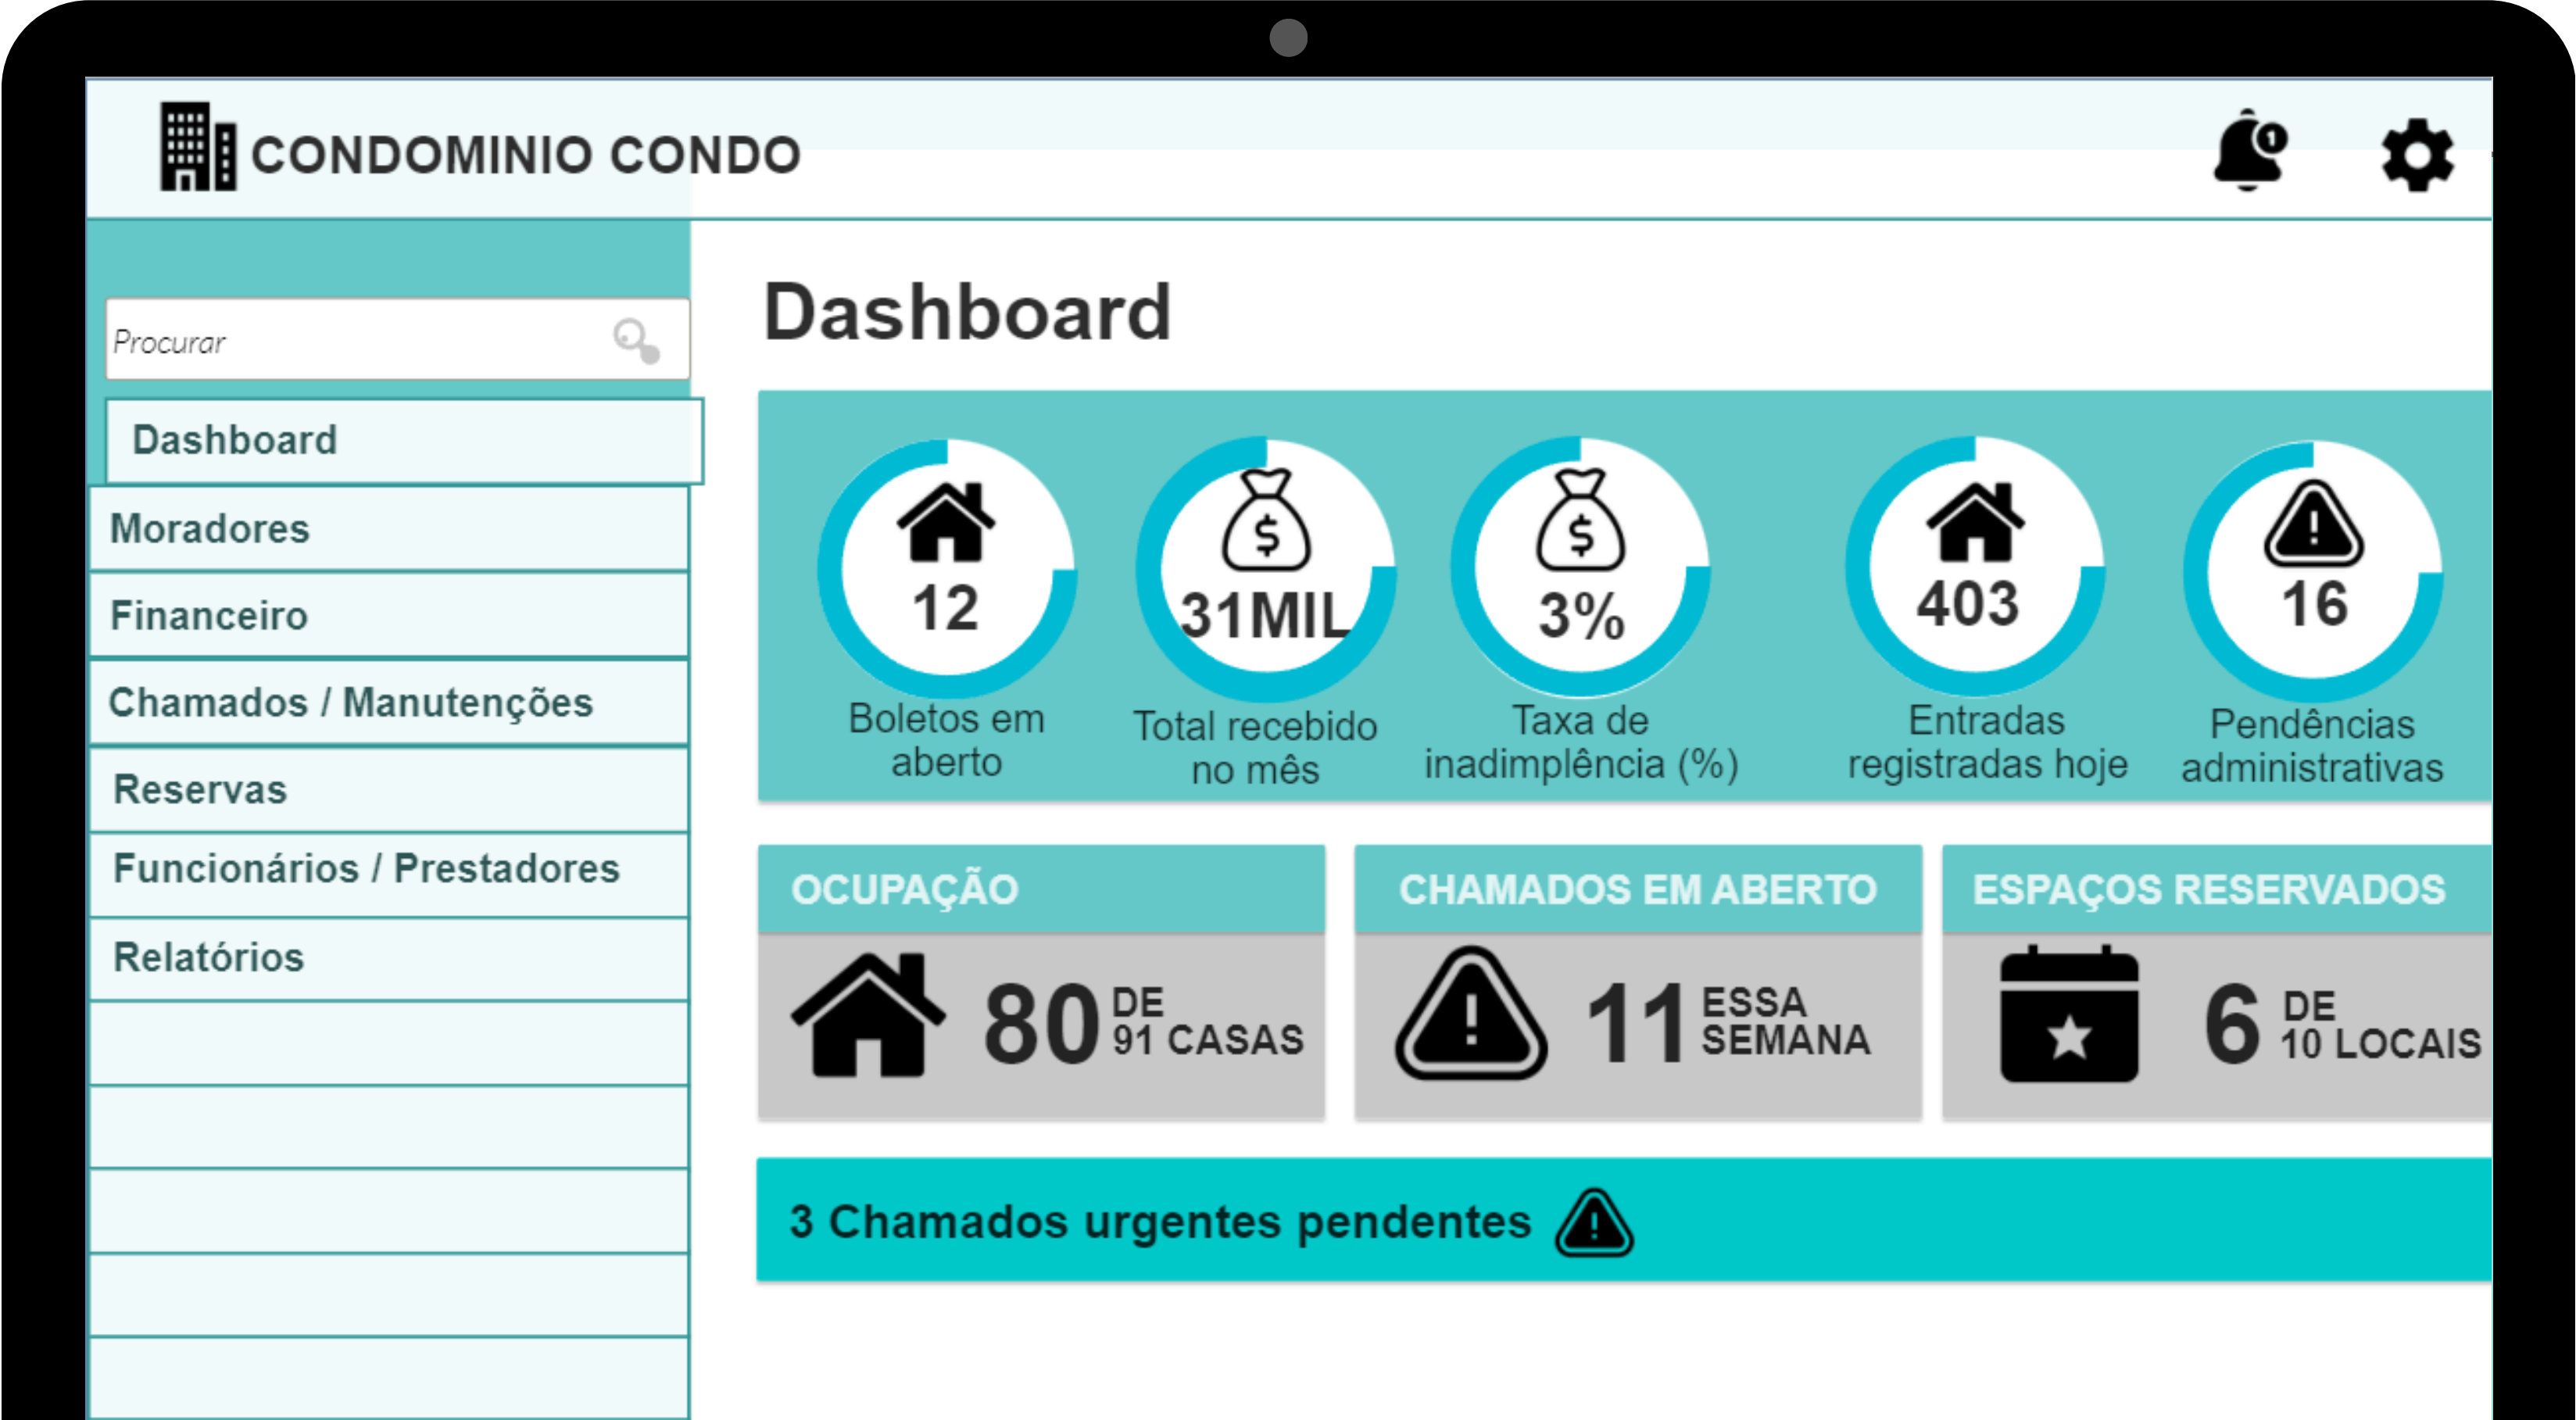 CONDOMINIO CONDO
1
Procurar
Dashboard
Moradores
Financeiro
Chamados / Manutenções
Reservas
Funcionários / Prestadores
Relatórios
Dashboard
12
Boletos em
aberto
$
31MIL
Total recebido
no mês
$
3%
Taxa de
inadimplência (%)
403
Entradas
registradas hoje
!
16
Pendências
administrativas
OCUPAÇÃO
80 DE
91 CASAS
CHAMADOS EM ABERTO
!
11 ESSA
SEMANA
ESPAÇOS RESERVADOS
6 DE
10 LOCAIS
3 Chamados urgentes pendentes !